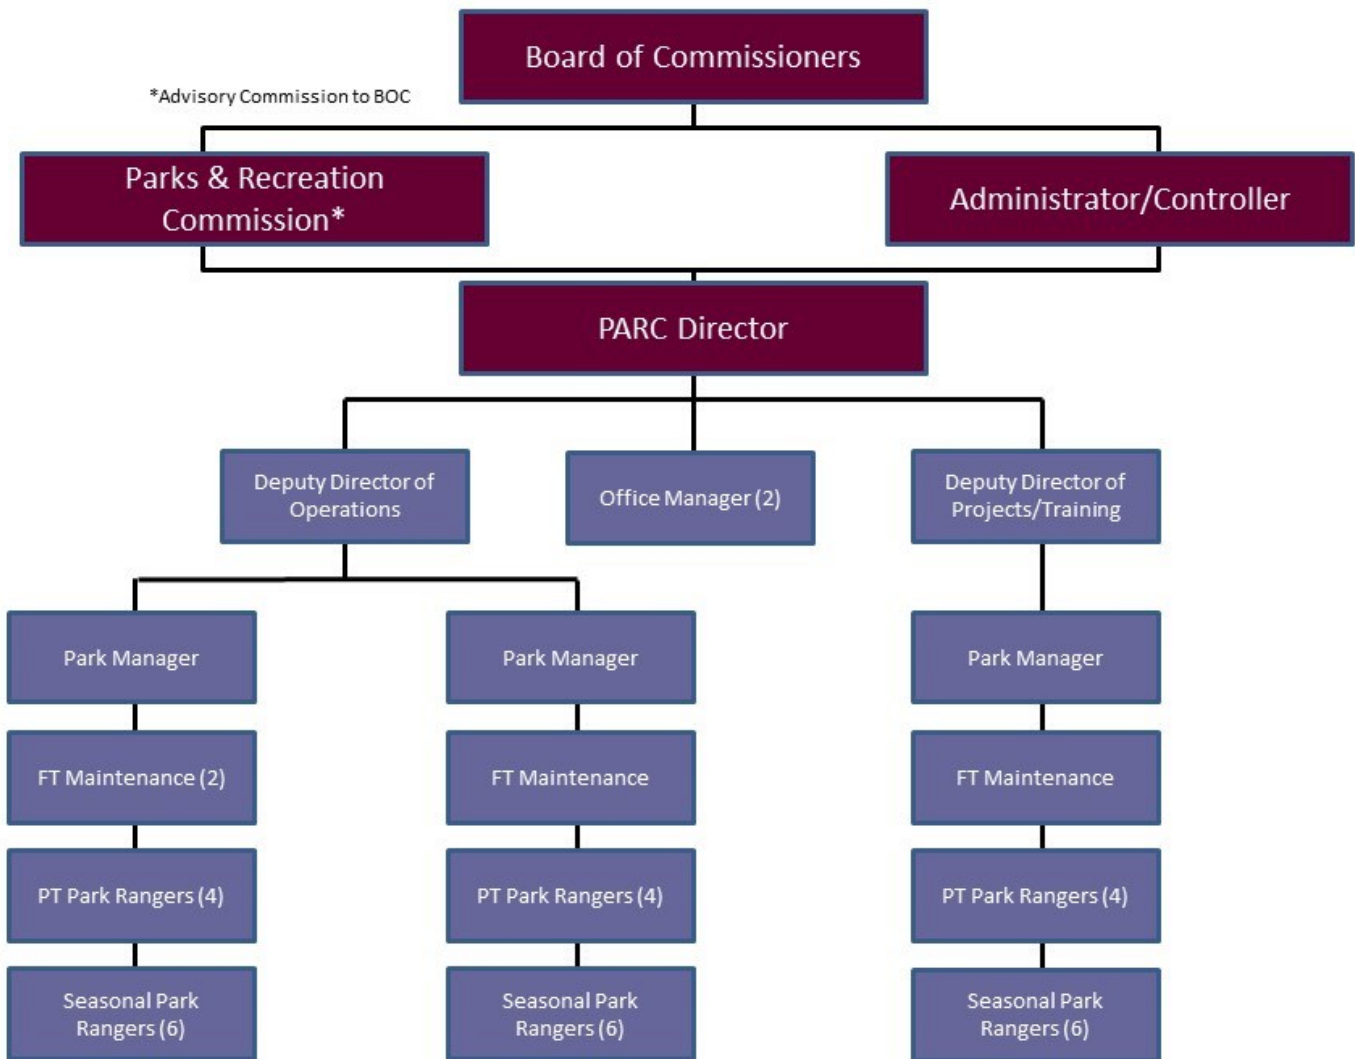 Board of Commissioners
*Advisory Commission to BOC
Parks & Recreation
Commission*
Administrator/Controller
PARC Director
Deputy Director of
Operations
Office Manager (2)
Deputy Director of
Projects/Training
Park Manager
Park Manager
Park Manager
FT Maintenance (2)
FT Maintenance
FT Maintenance
PT Park Rangers (4)
PT Park Rangers (4)
PT Park Rangers (4)
Seasonal Park
Rangers (6)
Seasonal Park
Rangers (6)
Seasonal Park
Rangers (6)